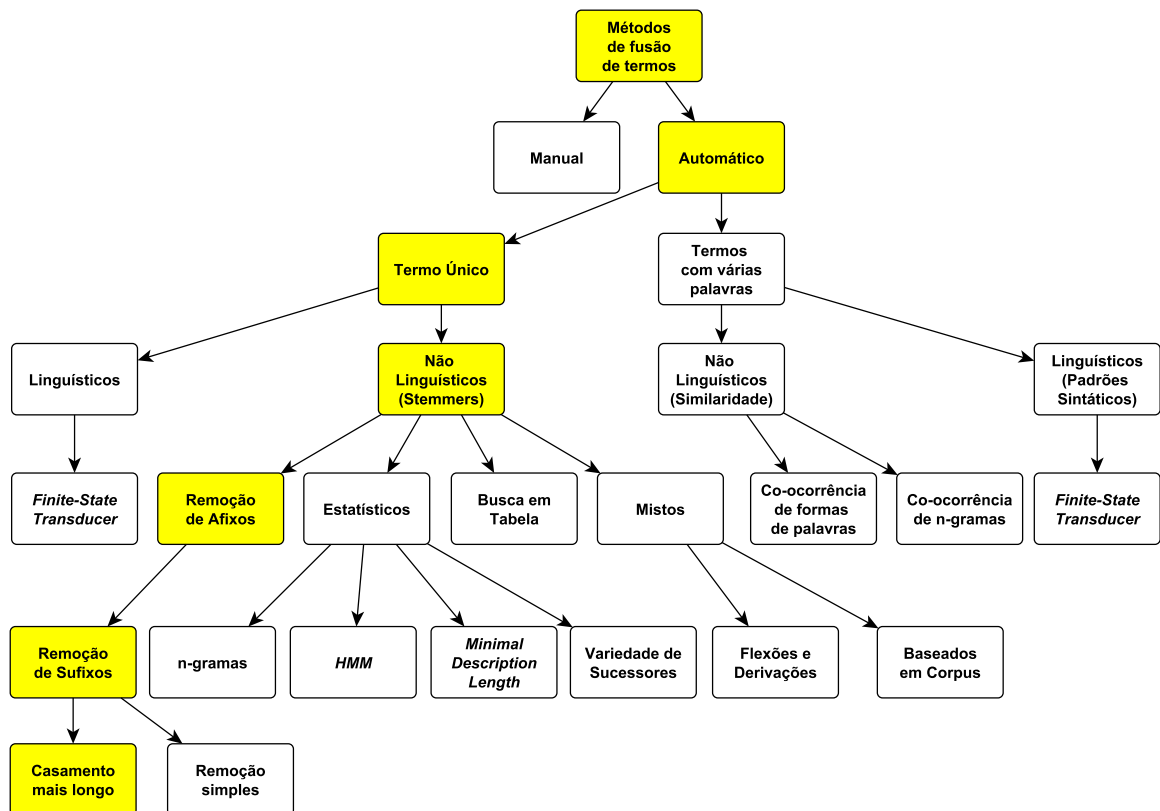 Métodos
de fusão
de termos
Manual
Automático
Termo Único
Termos
com várias
palavras
Linguísticos
Não
Linguísticos
(Stemmers)
Não
Linguísticos
(Similaridade)
Linguísticos
(Padrões
Sintáticos)
Finite-State
Transducer
Remoção
de Afixos
Estatísticos
Busca em
Tabela
Mistos
Co-ocorrência
de formas
de palavras
Co-ocorrência
de n-gramas
Finite-State
Transducer
Remoção
de Sufixos
n-gramas
HMM
Minimal
Description
Length
Variedade de
Sucessores
Flexões e
Derivações
Baseados
em Corpus
Casamento
mais longo
Remoção
simples